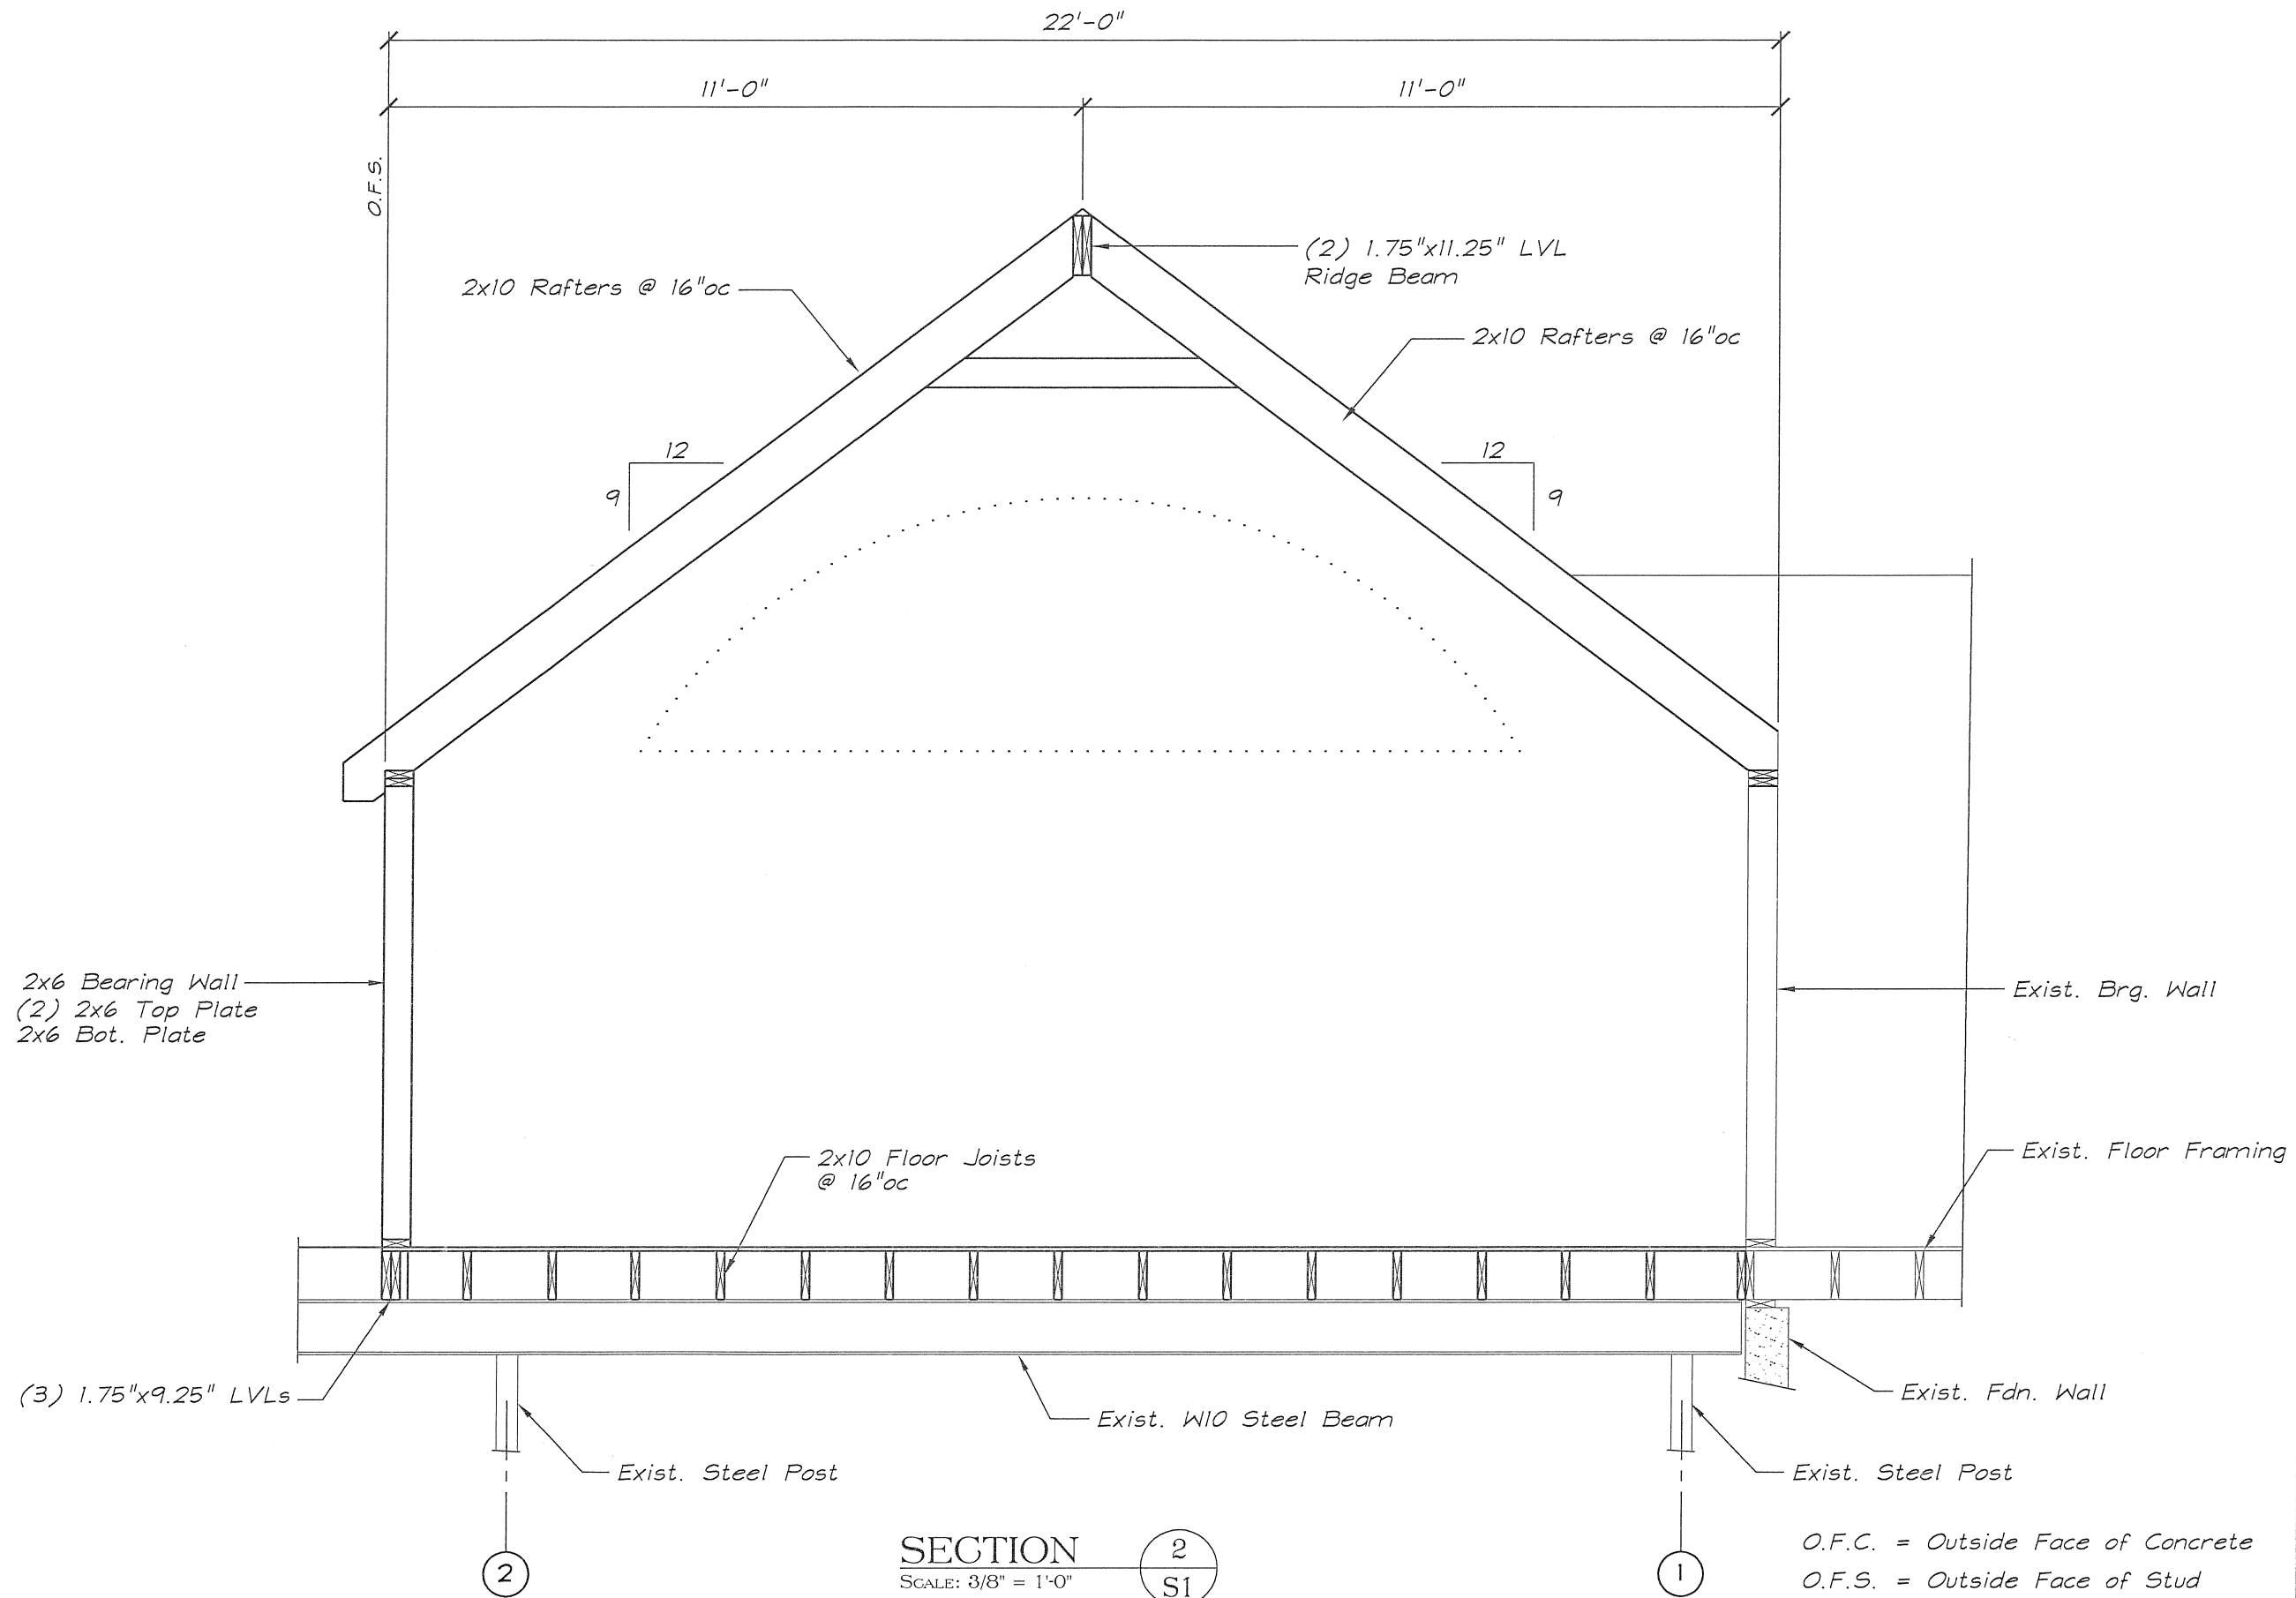 22'-0"
11'-0"
11'-0"
O.F.S.
(2) 1.75"x11.25" LVL
Ridge Beam
2x10 Rafters @ 16"oc
2x10 Rafters @ 16"oc
12
9
12
9
2x6 Bearing Wall
(2) 2x6 Top Plate
2x6 Bot. Plate
Exist. Brg. Wall
2x10 Floor Joists
@ 16"oc
Exist. Floor Framing
(3) 1.75"x9.25" LVLs
Exist. W10 Steel Beam
Exist. Fdn. Wall
Exist. Steel Post
Exist. Steel Post
2
SECTION
SCALE: 3/8" = 1'-0"
2
S1
1
O.F.C. = Outside Face of Concrete
O.F.S. = Outside Face of Stud